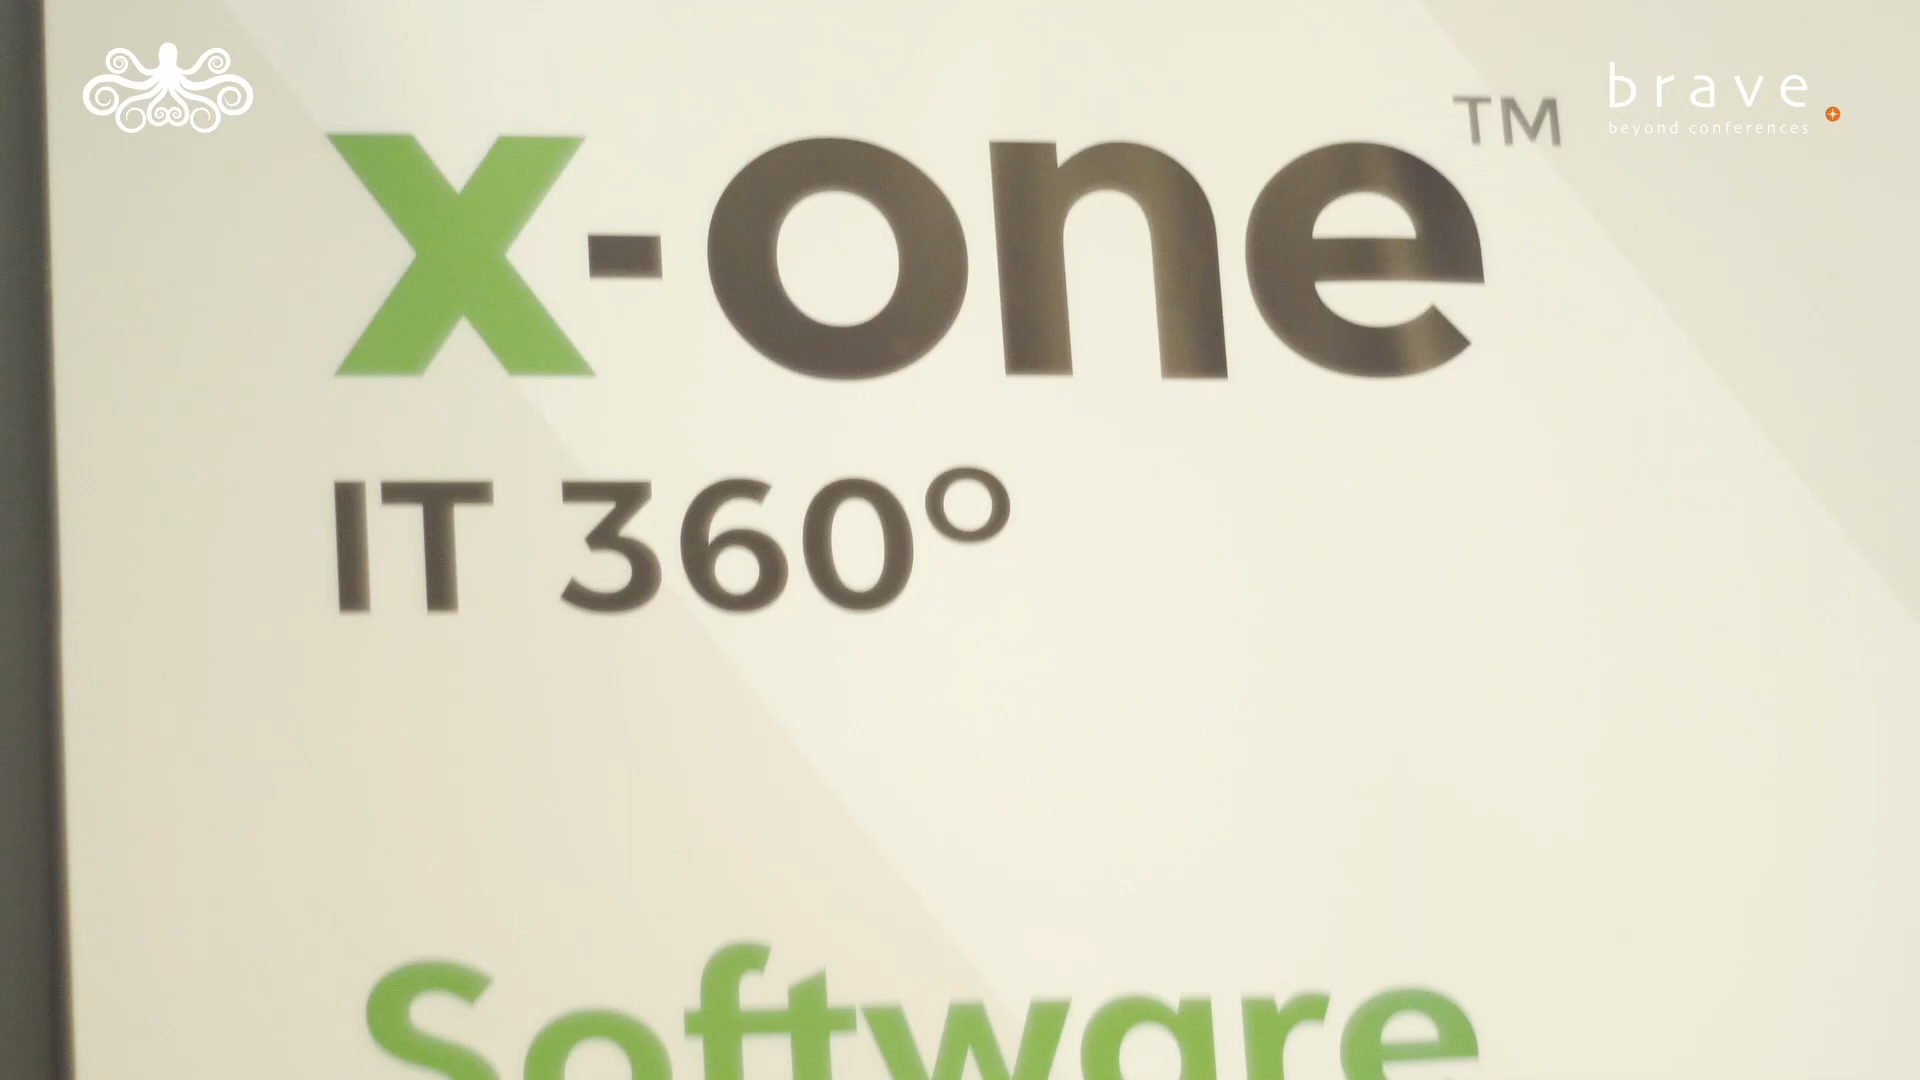 x-one™
brave
beyond conferences
IT 360°
Software